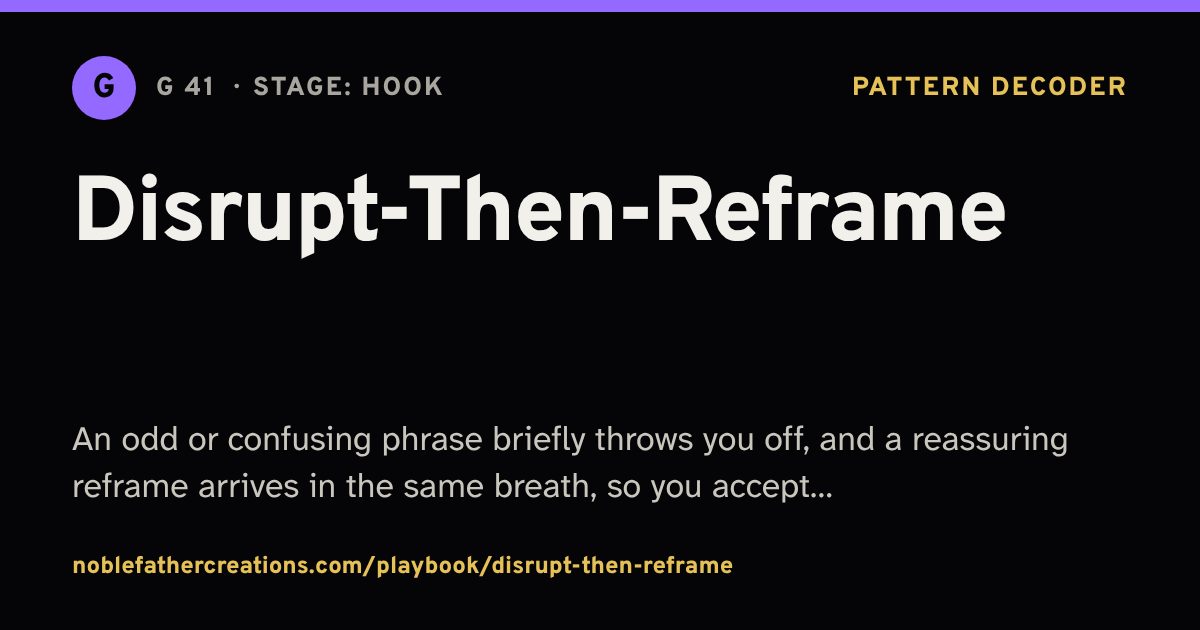 G
G 41 · STAGE: HOOK
PATTERN DECODER
Disrupt-Then-Reframe
An odd or confusing phrase briefly throws you off, and a reassuring
reframe arrives in the same breath, so you accept...
noblefathercreations.com/playbook/disrupt-then-reframe